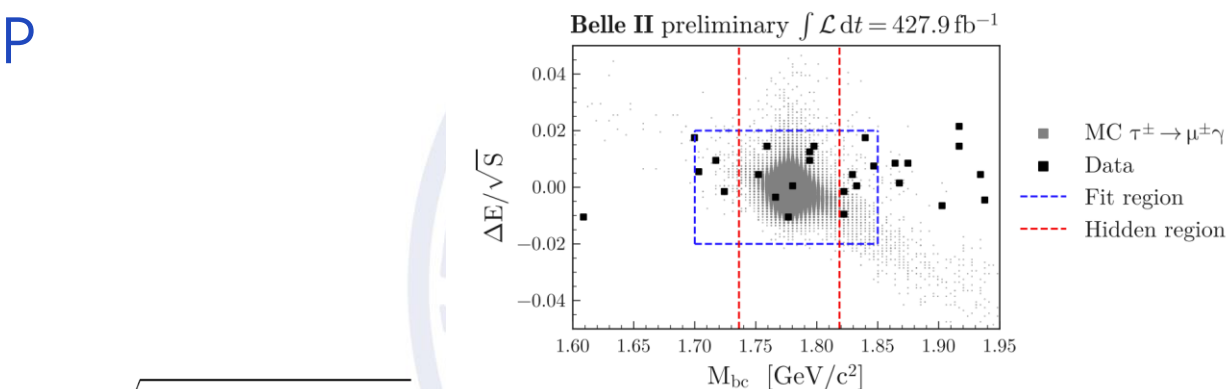 P
Belle II preliminary ∫ ℒ dt = 427.9 fb⁻¹
0.04
0.02
0.00
−0.02
−0.04
ΔE/√S
1.60 1.65 1.70 1.75 1.80 1.85 1.90 1.95
M_bc [GeV/c²]
MC τ± → μ±γ
Data
Fit region
Hidden region